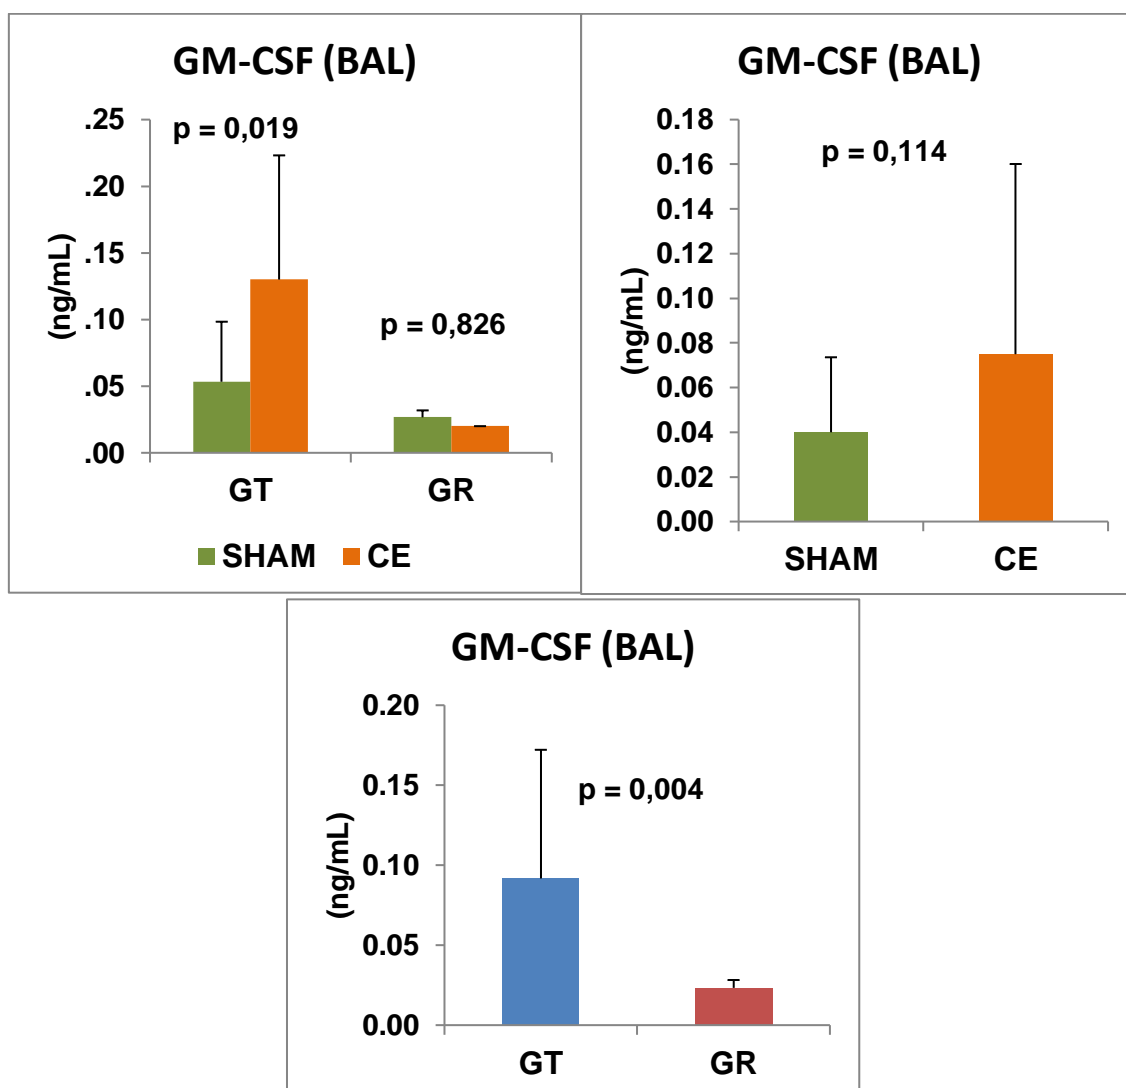 GM-CSF (BAL)
(ng/mL)
.25
.20
.15
.10
.05
.00
p = 0,019
p = 0,826
GT GR
SHAM CE
GM-CSF (BAL)
(ng/mL)
0.18
0.16
0.14
0.12
0.10
0.08
0.06
0.04
0.02
0.00
p = 0,114
SHAM CE
GM-CSF (BAL)
(ng/mL)
0.20
0.15
0.10
0.05
0.00
p = 0,004
GT GR